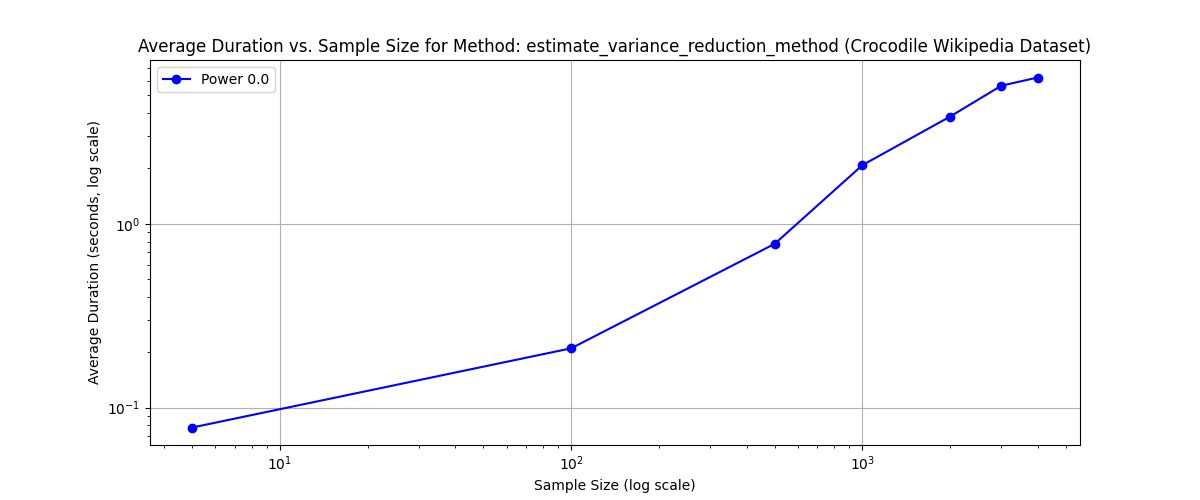 Average Duration vs. Sample Size for Method: estimate_variance_reduction_method (Crocodile Wikipedia Dataset)
Power 0.0
Average Duration (seconds, log scale)
10⁰
10⁻¹
10¹ 10² 10³
Sample Size (log scale)